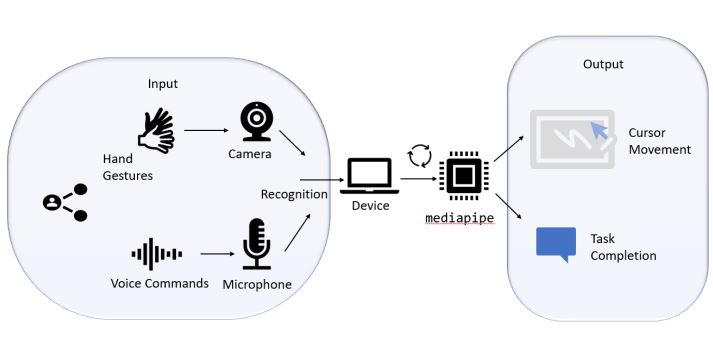 Input
Hand
Gestures
Camera
Recognition
Voice Commands
Microphone
Device
mediapipe
Output
Cursor
Movement
Task
Completion